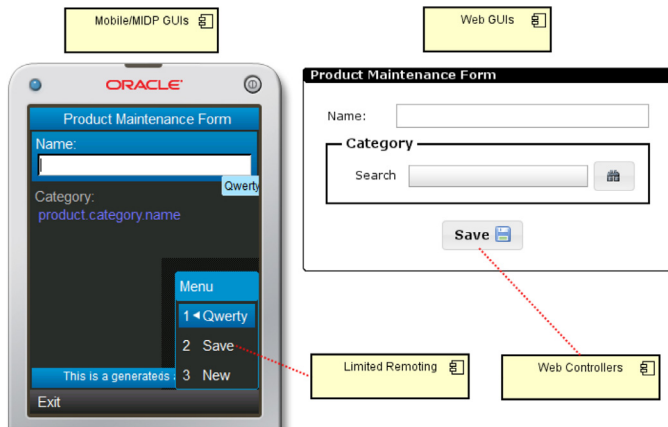 Mobile/MIDP GUIs
Web GUIs
ORACLE
Product Maintenance Form
Name:
Qwerty
Category:
product.category.name
Menu
1 Qwerty
2 Save
3 New
This is a generateds
Exit
Product Maintenance Form
Name:
Category
Search
Save
Limited Remoting
Web Controllers